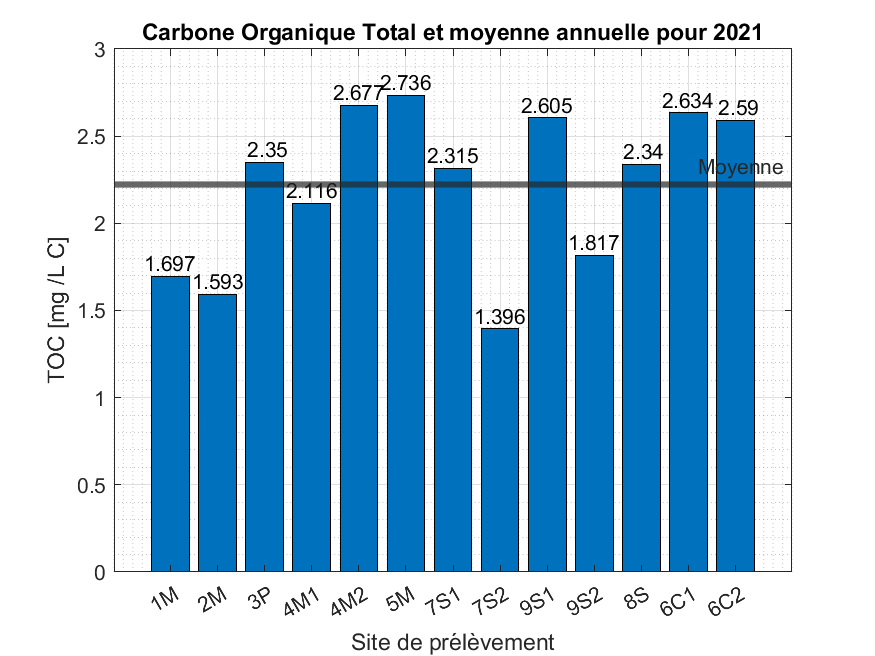 Carbone Organique Total et moyenne annuelle pour 2021
3
2.5
2
1.5
1
0.5
0
TOC [mg /L C]
1.697
1.593
2.35
2.116
2.677
2.736
2.315
1.396
2.605
1.817
2.34
2.634
2.59
Moyenne
1M
2M
3P
4M1
4M2
5M
7S1
7S2
9S1
9S2
8S
6C1
6C2
Site de prélèvement